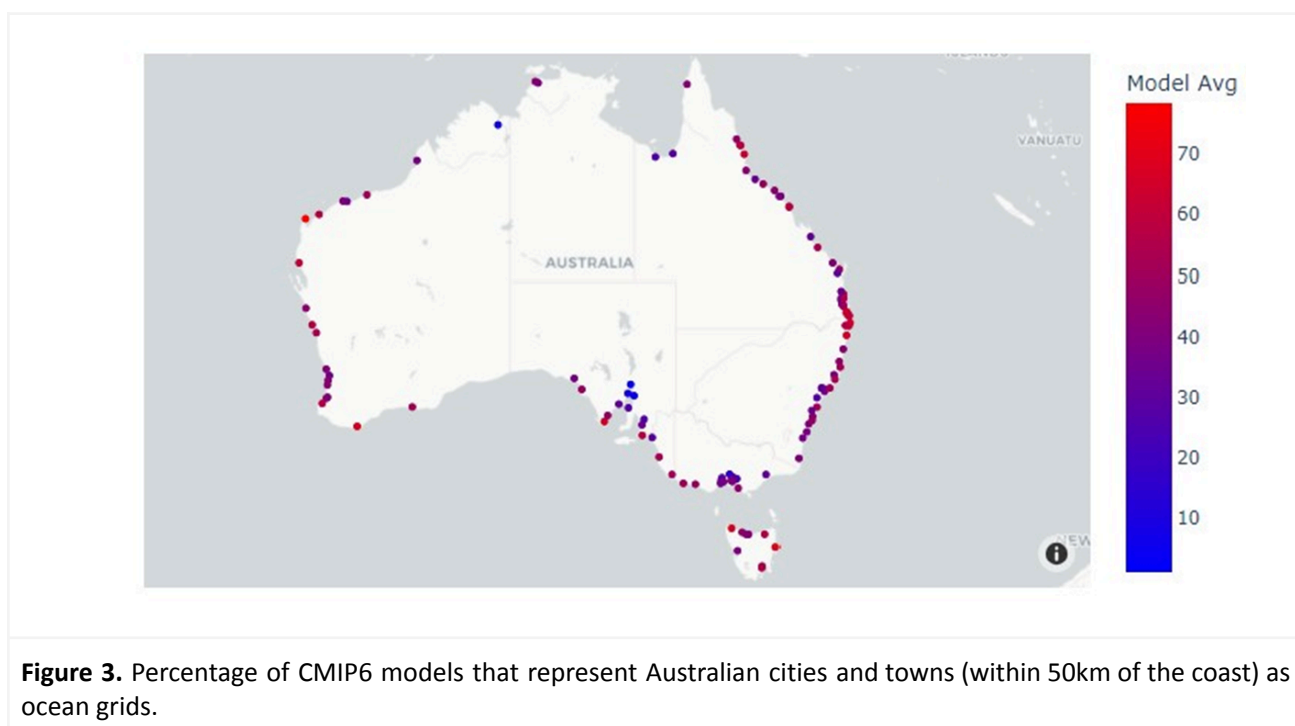 Model Avg
VANUATU
70
60
50
AUSTRALIA
40
30
20
10
i
Figure 3. Percentage of CMIP6 models that represent Australian cities and towns (within 50km of the coast) as
ocean grids.